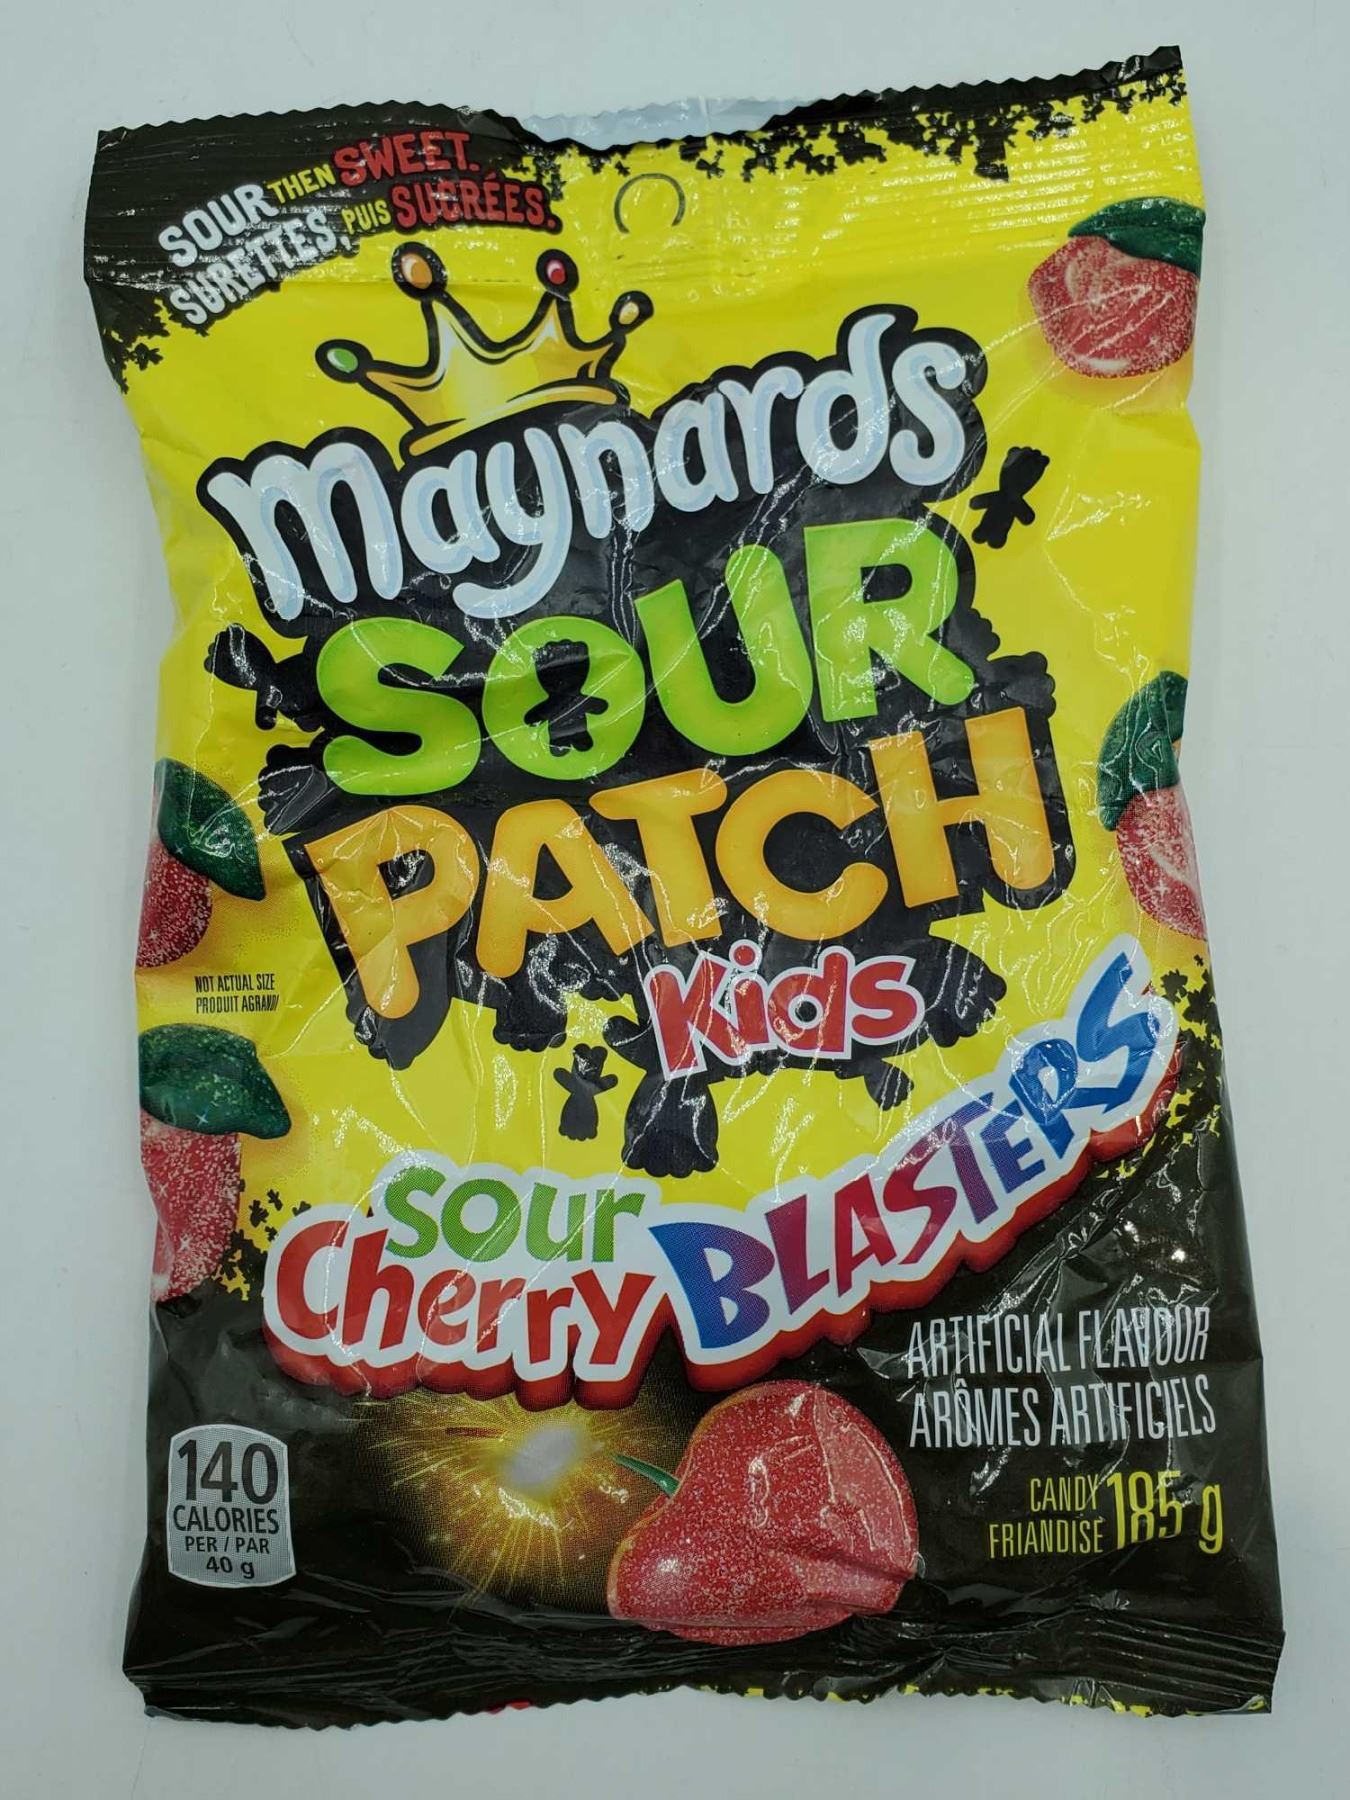 SOUR THEN SWEET.
SURETTES, PUIS SUCRÉES.
Maynards
SOUR
PATCH
Kids
NOT ACTUAL SIZE
PRODUIT AGRANDI
sour
Cherry BLASTERS
ARTIFICIAL FLAVOUR
ARÔMES ARTIFICIELS
140
CALORIES
PER / PAR
40 g
CANDY
FRIANDISE 185 g